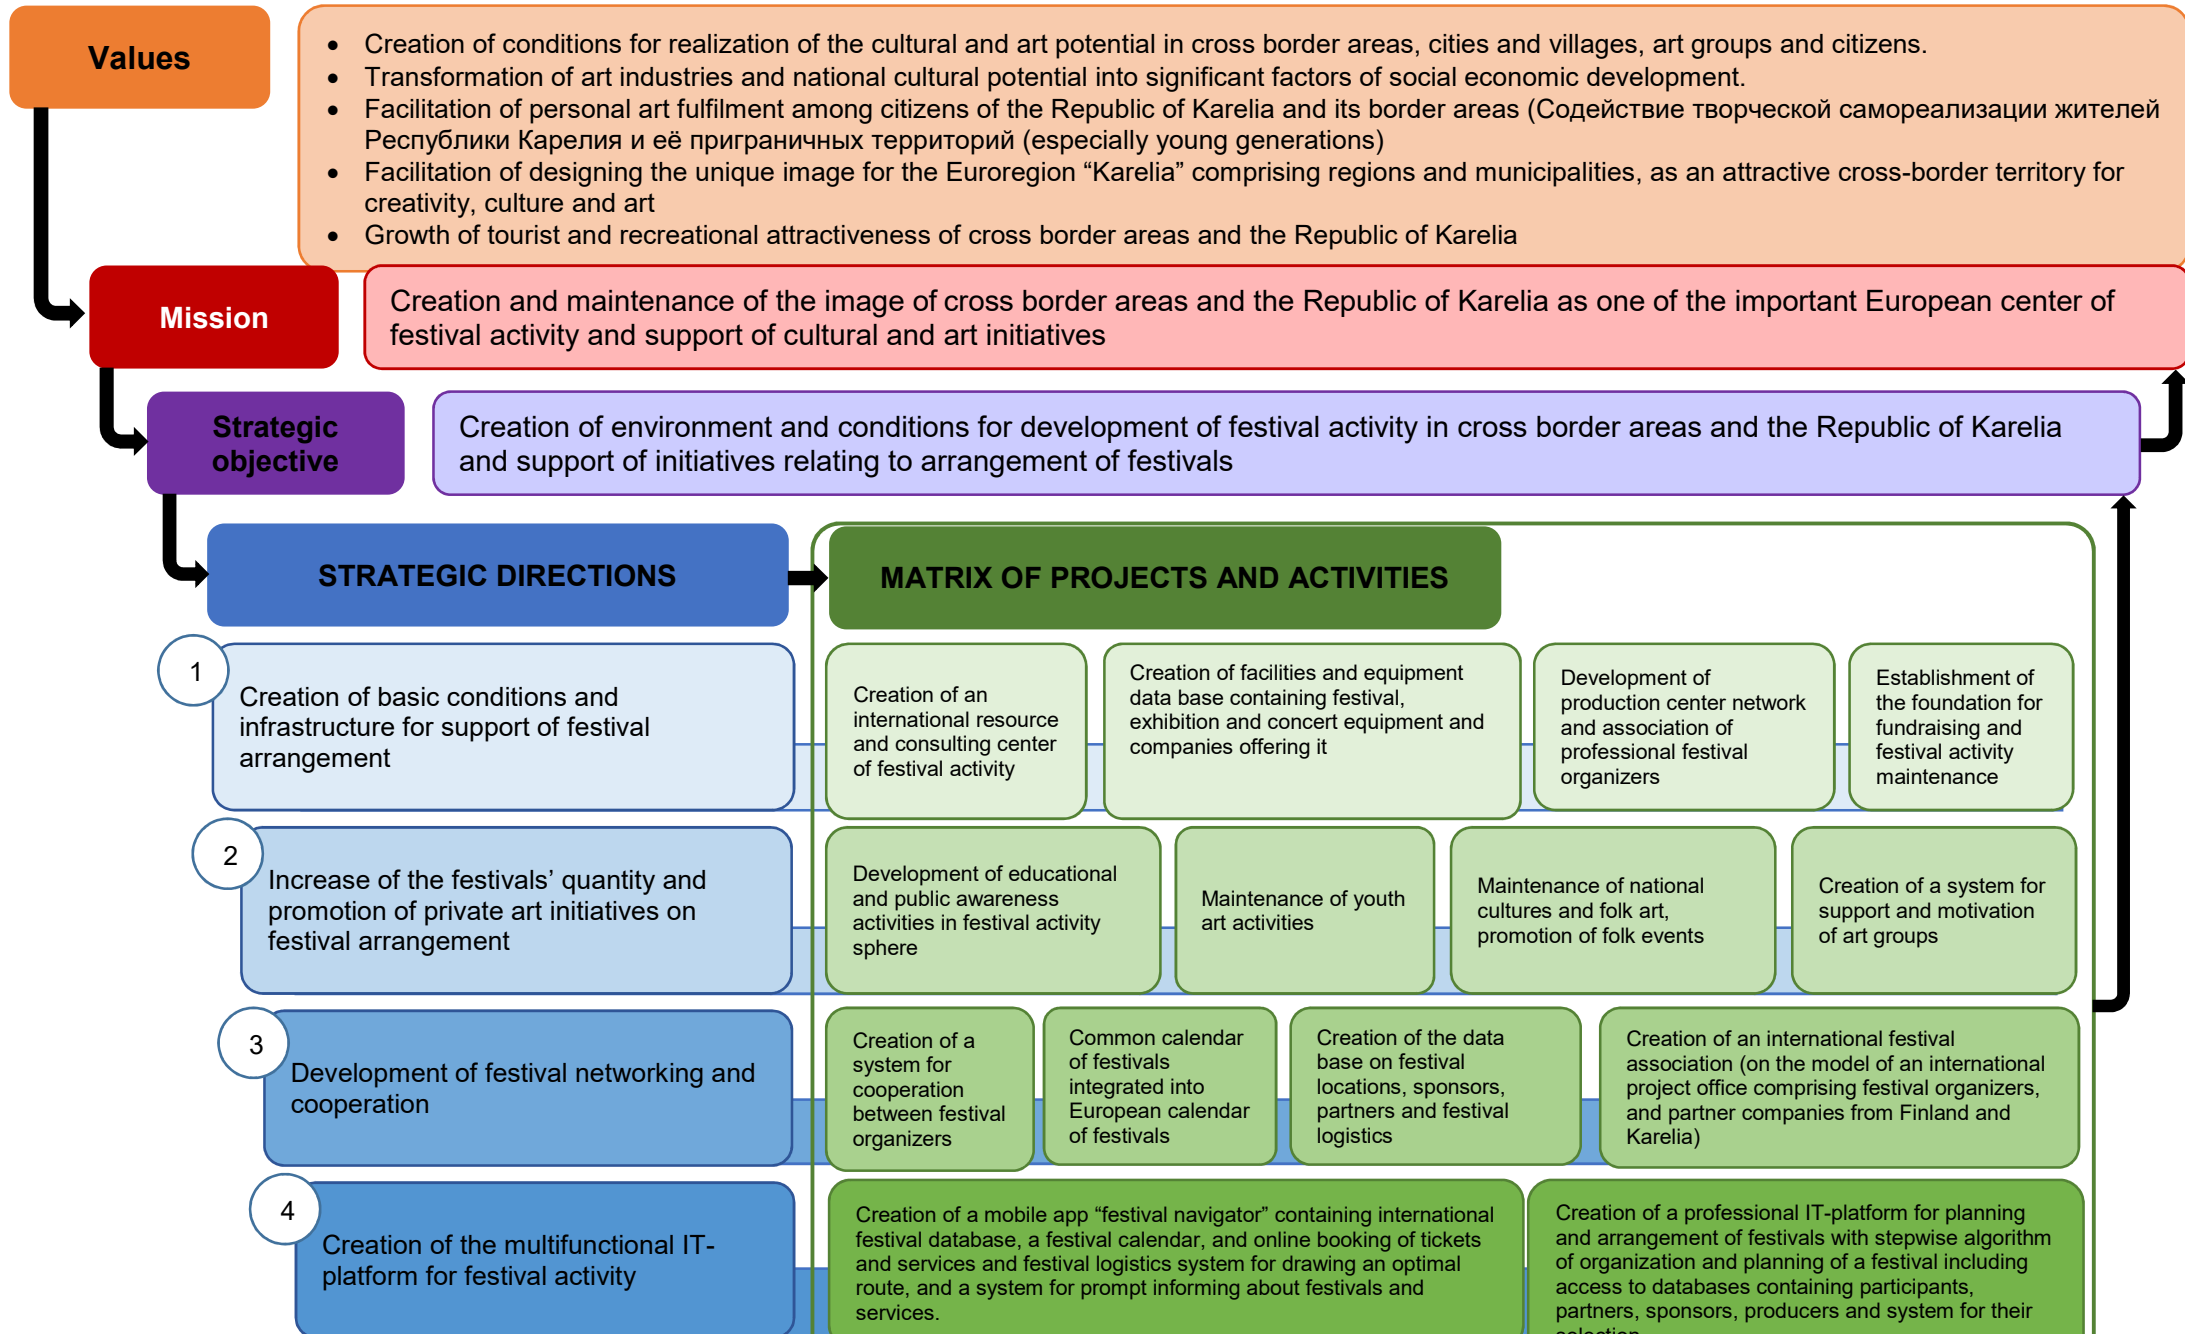 Values
• Creation of conditions for realization of the cultural and art potential in cross border areas, cities and villages, art groups and citizens.
• Transformation of art industries and national cultural potential into significant factors of social economic development.
• Facilitation of personal art fulfilment among citizens of the Republic of Karelia and its border areas (Содействие творческой самореализации жителей
Республики Карелия и её приграничных территорий (especially young generations)
• Facilitation of designing the unique image for the Euroregion “Karelia” comprising regions and municipalities, as an attractive cross-border territory for
creativity, culture and art
• Growth of tourist and recreational attractiveness of cross border areas and the Republic of Karelia
Mission
Creation and maintenance of the image of cross border areas and the Republic of Karelia as one of the important European center of
festival activity and support of cultural and art initiatives
Strategic
objective
Creation of environment and conditions for development of festival activity in cross border areas and the Republic of Karelia
and support of initiatives relating to arrangement of festivals
STRATEGIC DIRECTIONS
MATRIX OF PROJECTS AND ACTIVITIES
1
Creation of basic conditions and
infrastructure for support of festival
arrangement
Creation of an
international resource
and consulting center
of festival activity
Creation of facilities and equipment
data base containing festival,
exhibition and concert equipment and
companies offering it
Development of
production center network
and association of
professional festival
organizers
Establishment of
the foundation for
fundraising and
festival activity
maintenance
2
Increase of the festivals’ quantity and
promotion of private art initiatives on
festival arrangement
Development of educational
and public awareness
activities in festival activity
sphere
Maintenance of youth
art activities
Maintenance of national
cultures and folk art,
promotion of folk events
Creation of a system for
support and motivation
of art groups
3
Development of festival networking and
cooperation
Creation of a
system for
cooperation
between festival
organizers
Common calendar
of festivals
integrated into
European calendar
of festivals
Creation of the data
base on festival
locations, sponsors,
partners and festival
logistics
Creation of an international festival
association (on the model of an international
project office comprising festival organizers,
and partner companies from Finland and
Karelia)
4
Creation of the multifunctional IT-
platform for festival activity
Creation of a mobile app “festival navigator” containing international
festival database, a festival calendar, and online booking of tickets
and services and festival logistics system for drawing an optimal
route, and a system for prompt informing about festivals and
services.
Creation of a professional IT-platform for planning
and arrangement of festivals with stepwise algorithm
of organization and planning of a festival including
access to databases containing participants,
partners, sponsors, producers and system for their